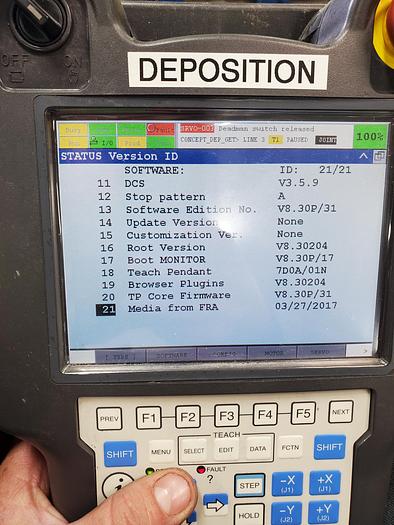 OFF ON
DEPOSITION
Busy Fault SRVO-003 Deadman switch released
I/O Prod CONCEPT_DEP_GET> LINE 3 T1 PAUSED JOINT 100%
STATUS Version ID
SOFTWARE: ID: 21/21
11 DCS V3.5.9
12 Stop pattern A
13 Software Edition No. V8.30P/31
14 Update Version None
15 Customization Ver. None
16 Root Version V8.30204
17 Boot MONITOR V8.30P/17
18 Teach Pendant 7D0A/01N
19 Browser Plugins V8.30204
20 TP Core Firmware V8.30P/31
21 Media from FRA 03/27/2017
[ TYPE ] SOFTWARE CONFIG MOTOR SERVO >
PREV F1 F2 F3 F4 F5 NEXT
TEACH
SHIFT MENU SELECT EDIT DATA FCTN SHIFT
FAULT
? STEP -X (J1) +X (J1)
HOLD -Y (J2) +Y (J2)